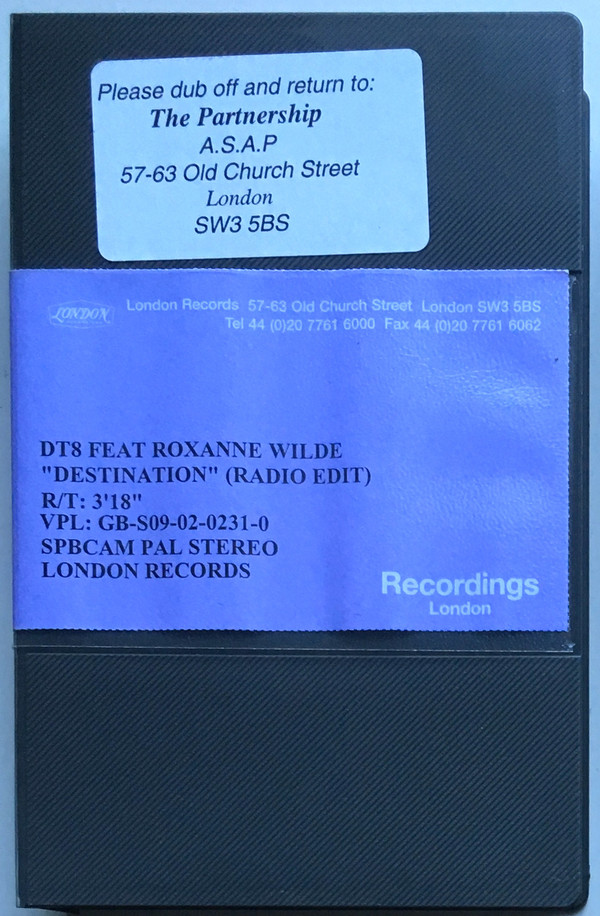 Please dub off and return to:
The Partnership
A.S.A.P
57-63 Old Church Street
London
SW3 5BS
LONDON
London Records 57-63 Old Church Street London SW3 5BS
Tel 44 (0)20 7761 6000 Fax 44 (0)20 7761 6062
DT8 FEAT ROXANNE WILDE
"DESTINATION" (RADIO EDIT)
R/T: 3'18"
VPL: GB-S09-02-0231-0
SPBCAM PAL STEREO
LONDON RECORDS
Recordings
London